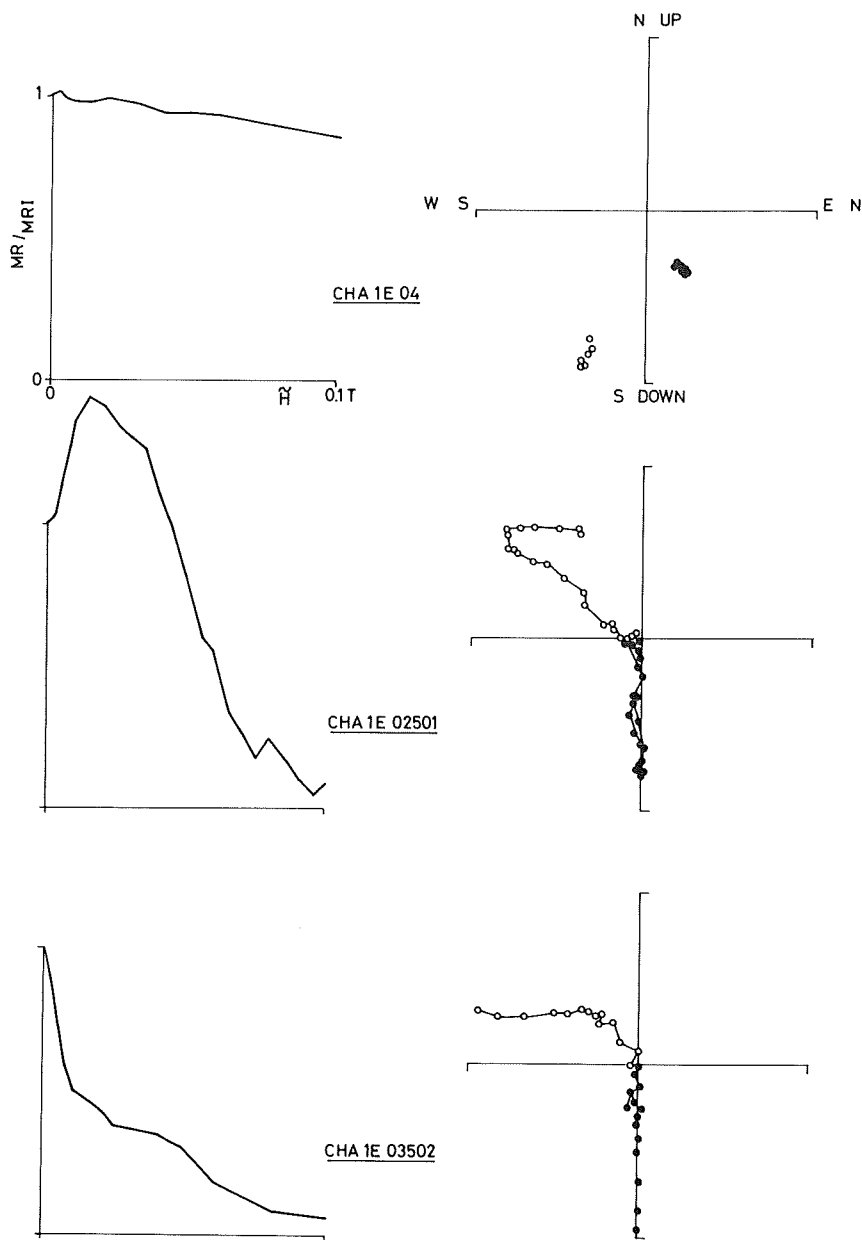 N UP
1
W S
E N
MR/MRI
CHA 1E 04
0
0
H̃
0.1 T
S DOWN
CHA 1E 02501
CHA 1E 03502